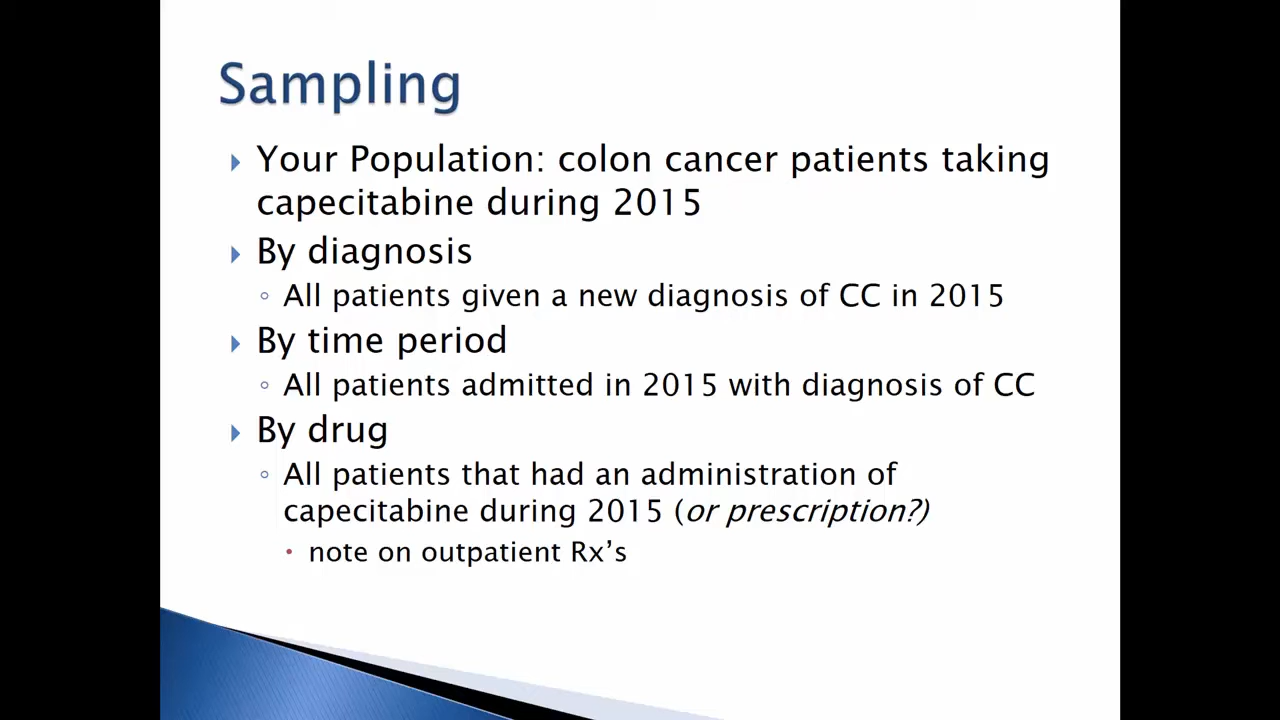 Sampling
Your Population: colon cancer patients taking
capecitabine during 2015
By diagnosis
All patients given a new diagnosis of CC in 2015
By time period
All patients admitted in 2015 with diagnosis of CC
By drug
All patients that had an administration of
capecitabine during 2015 (or prescription?)
note on outpatient Rx’s